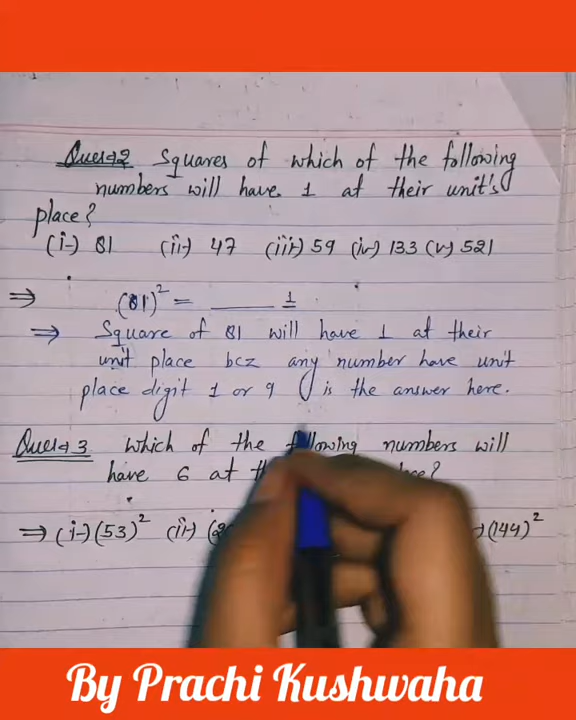 Ques→2 Squares of which of the following
numbers will have 1 at their unit's
place?
(i-) 81 (ii-) 47 (iii-) 59 (iv-) 133 (v-) 521
⇒ (81)² = ______ 1
⇒ Square of 81 will have 1 at their
unit place bcz any number have unit
place digit 1 or 9 is the answer here.
Ques→3 which of the following numbers will
have 6 at
⇒ (i-) (53)² (ii-) (144)²
By Prachi Kushwaha